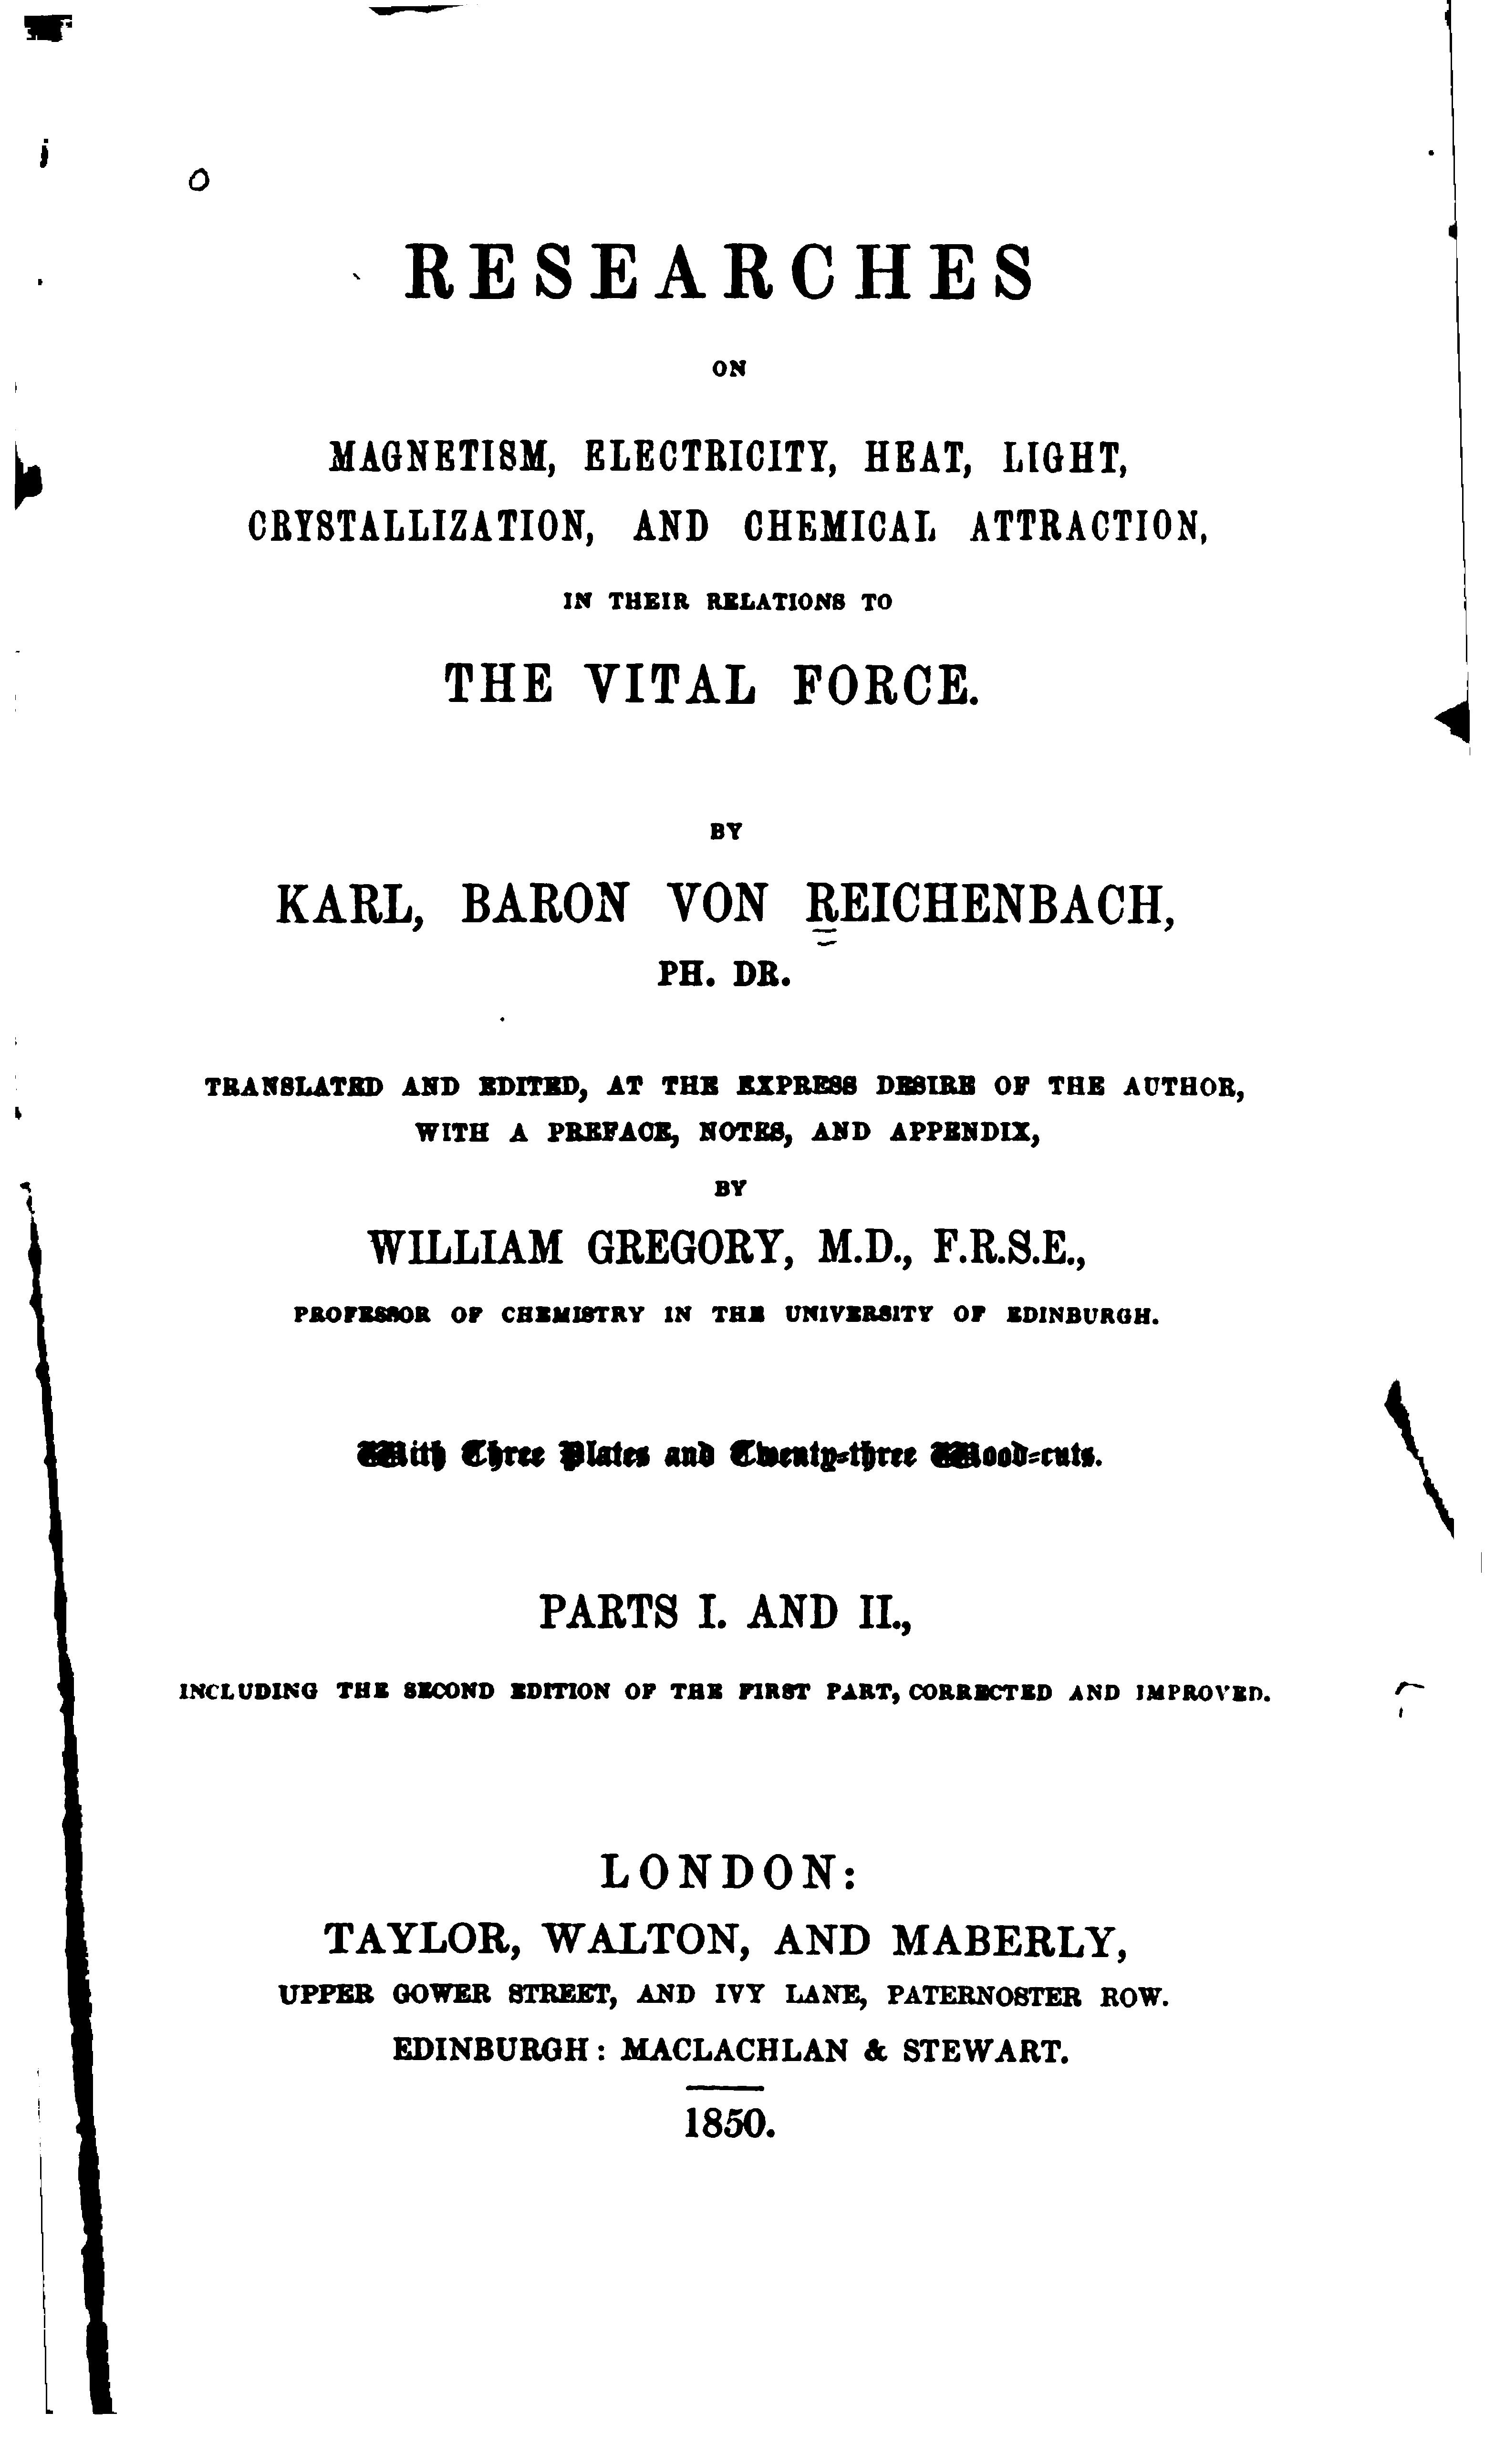 RESEARCHES
ON
MAGNETISM, ELECTRICITY, HEAT, LIGHT,
CRYSTALLIZATION, AND CHEMICAL ATTRACTION,
IN THEIR RELATIONS TO
THE VITAL FORCE.
BY
KARL, BARON VON REICHENBACH,
PH. DR.
TRANSLATED AND EDITED, AT THE EXPRESS DESIRE OF THE AUTHOR,
WITH A PREFACE, NOTES, AND APPENDIX,
BY
WILLIAM GREGORY, M.D., F.R.S.E.,
PROFESSOR OF CHEMISTRY IN THE UNIVERSITY OF EDINBURGH.
With Three Plates and Twenty-three Wood-cuts.
PARTS I. AND II.,
INCLUDING THE SECOND EDITION OF THE FIRST PART, CORRECTED AND IMPROVED.
LONDON:
TAYLOR, WALTON, AND MABERLY,
UPPER GOWER STREET, AND IVY LANE, PATERNOSTER ROW.
EDINBURGH: MACLACHLAN & STEWART.
1850.